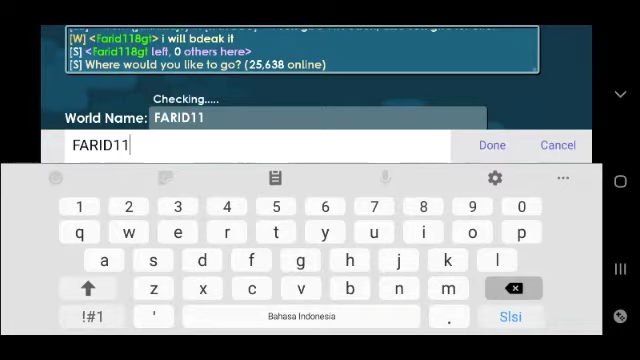 [W] <Farid118gt> i will bdeak it
[S] <Farid118gt left, 0 others here>
[S] Where would you like to go? (25,638 online)
Checking.....
World Name: FARID11
FARID11 Done Cancel
1 2 3 4 5 6 7 8 9 0
q w e r t y u i o p
a s d f g h j k l
z x c v b n m
!#1 ' Bahasa Indonesia . Slsi